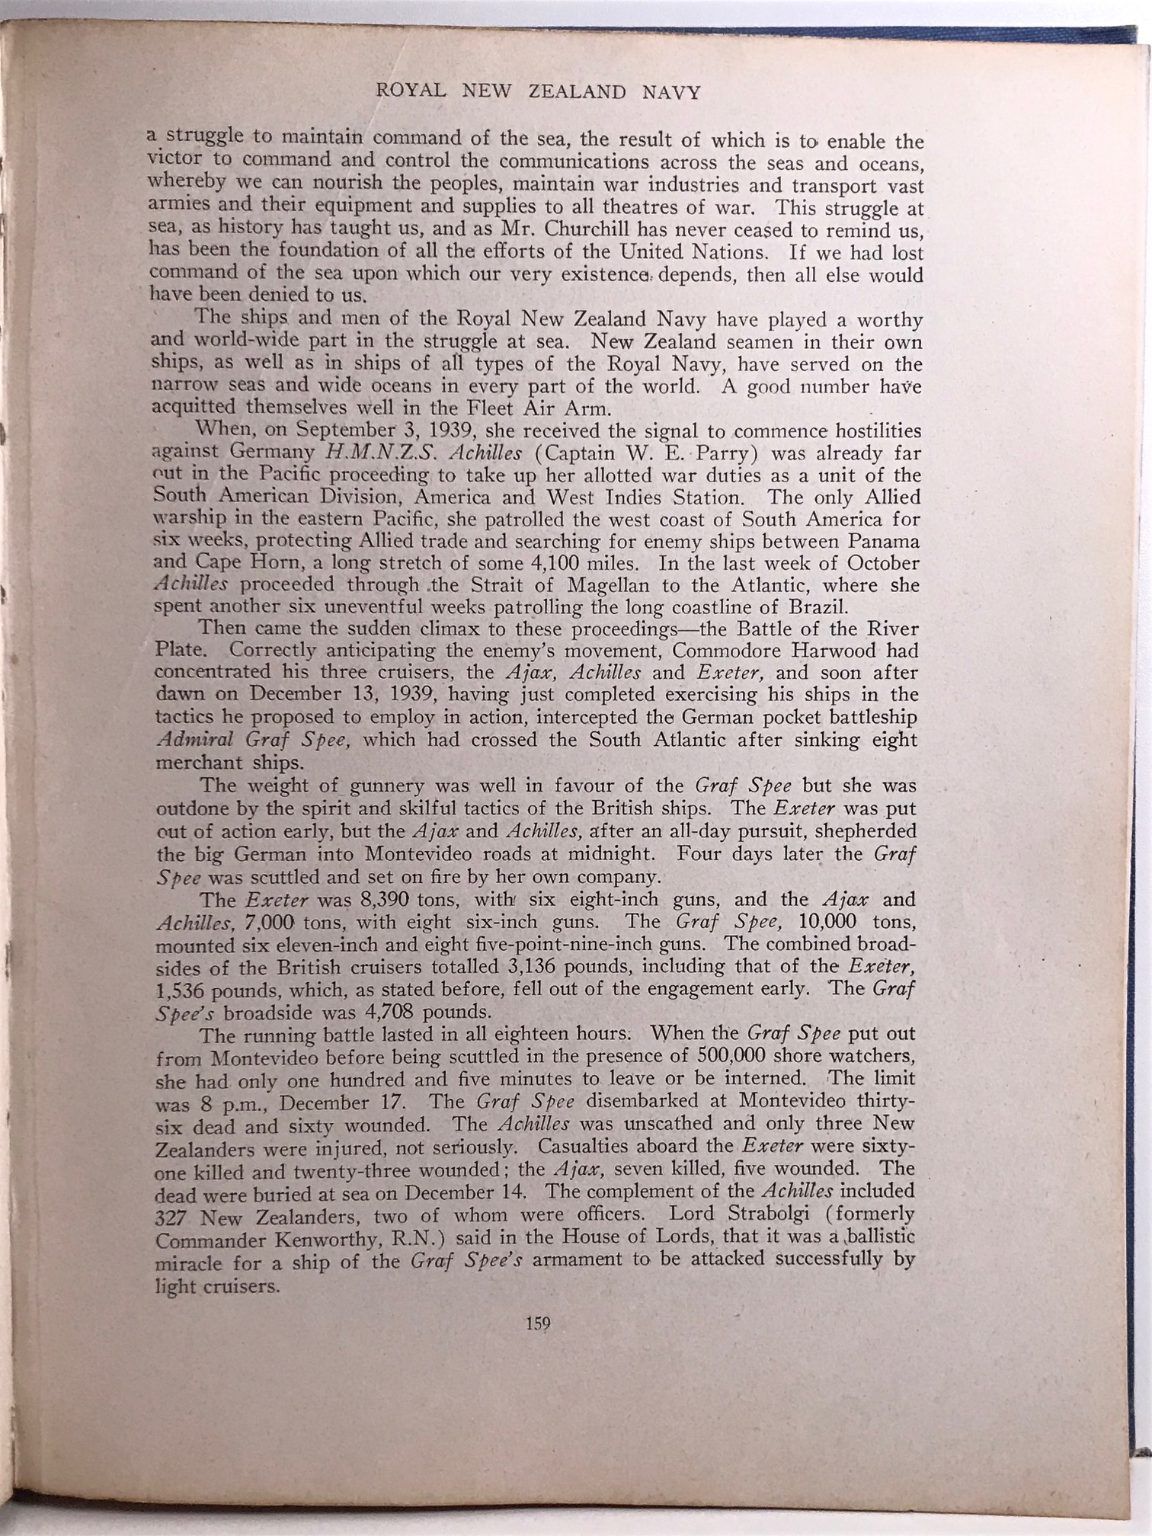 ROYAL NEW ZEALAND NAVY
a struggle to maintain command of the sea, the result of which is to enable the
victor to command and control the communications across the seas and oceans,
whereby we can nourish the peoples, maintain war industries and transport vast
armies and their equipment and supplies to all theatres of war. This struggle at
sea, as history has taught us, and as Mr. Churchill has never ceased to remind us,
has been the foundation of all the efforts of the United Nations. If we had lost
command of the sea upon which our very existence depends, then all else would
have been denied to us.
The ships and men of the Royal New Zealand Navy have played a worthy
and world-wide part in the struggle at sea. New Zealand seamen in their own
ships, as well as in ships of all types of the Royal Navy, have served on the
narrow seas and wide oceans in every part of the world. A good number have
acquitted themselves well in the Fleet Air Arm.
When, on September 3, 1939, she received the signal to commence hostilities
against Germany H.M.N.Z.S. Achilles (Captain W. E. Parry) was already far
out in the Pacific proceeding to take up her allotted war duties as a unit of the
South American Division, America and West Indies Station. The only Allied
warship in the eastern Pacific, she patrolled the west coast of South America for
six weeks, protecting Allied trade and searching for enemy ships between Panama
and Cape Horn, a long stretch of some 4,100 miles. In the last week of October
Achilles proceeded through the Strait of Magellan to the Atlantic, where she
spent another six uneventful weeks patrolling the long coastline of Brazil.
Then came the sudden climax to these proceedings—the Battle of the River
Plate. Correctly anticipating the enemy's movement, Commodore Harwood had
concentrated his three cruisers, the Ajax, Achilles and Exeter, and soon after
dawn on December 13, 1939, having just completed exercising his ships in the
tactics he proposed to employ in action, intercepted the German pocket battleship
Admiral Graf Spee, which had crossed the South Atlantic after sinking eight
merchant ships.
The weight of gunnery was well in favour of the Graf Spee but she was
outdone by the spirit and skilful tactics of the British ships. The Exeter was put
out of action early, but the Ajax and Achilles, after an all-day pursuit, shepherded
the big German into Montevideo roads at midnight. Four days later the Graf
Spee was scuttled and set on fire by her own company.
The Exeter was 8,390 tons, with six eight-inch guns, and the Ajax and
Achilles, 7,000 tons, with eight six-inch guns. The Graf Spee, 10,000 tons,
mounted six eleven-inch and eight five-point-nine-inch guns. The combined broad-
sides of the British cruisers totalled 3,136 pounds, including that of the Exeter,
1,536 pounds, which, as stated before, fell out of the engagement early. The Graf
Spee's broadside was 4,708 pounds.
The running battle lasted in all eighteen hours. When the Graf Spee put out
from Montevideo before being scuttled in the presence of 500,000 shore watchers,
she had only one hundred and five minutes to leave or be interned. The limit
was 8 p.m., December 17. The Graf Spee disembarked at Montevideo thirty-
six dead and sixty wounded. The Achilles was unscathed and only three New
Zealanders were injured, not seriously. Casualties aboard the Exeter were sixty-
one killed and twenty-three wounded; the Ajax, seven killed, five wounded. The
dead were buried at sea on December 14. The complement of the Achilles included
327 New Zealanders, two of whom were officers. Lord Strabolgi (formerly
Commander Kenworthy, R.N.) said in the House of Lords, that it was a ballistic
miracle for a ship of the Graf Spee's armament to be attacked successfully by
light cruisers.
159